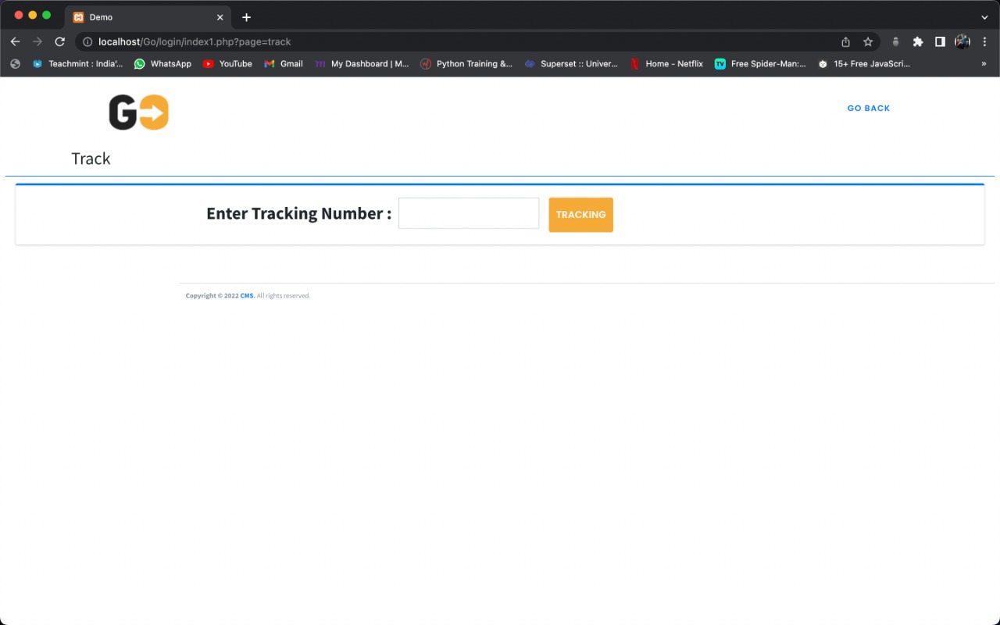 Demo
localhost/Go/login/index1.php?page=track
Teachmint : India'... WhatsApp YouTube Gmail My Dashboard | M... Python Training &... Superset :: Univer... Home - Netflix Free Spider-Man:... 15+ Free JavaScri... »
GO
GO BACK
Track
Enter Tracking Number : TRACKING
Copyright © 2022 CMS. All rights reserved.